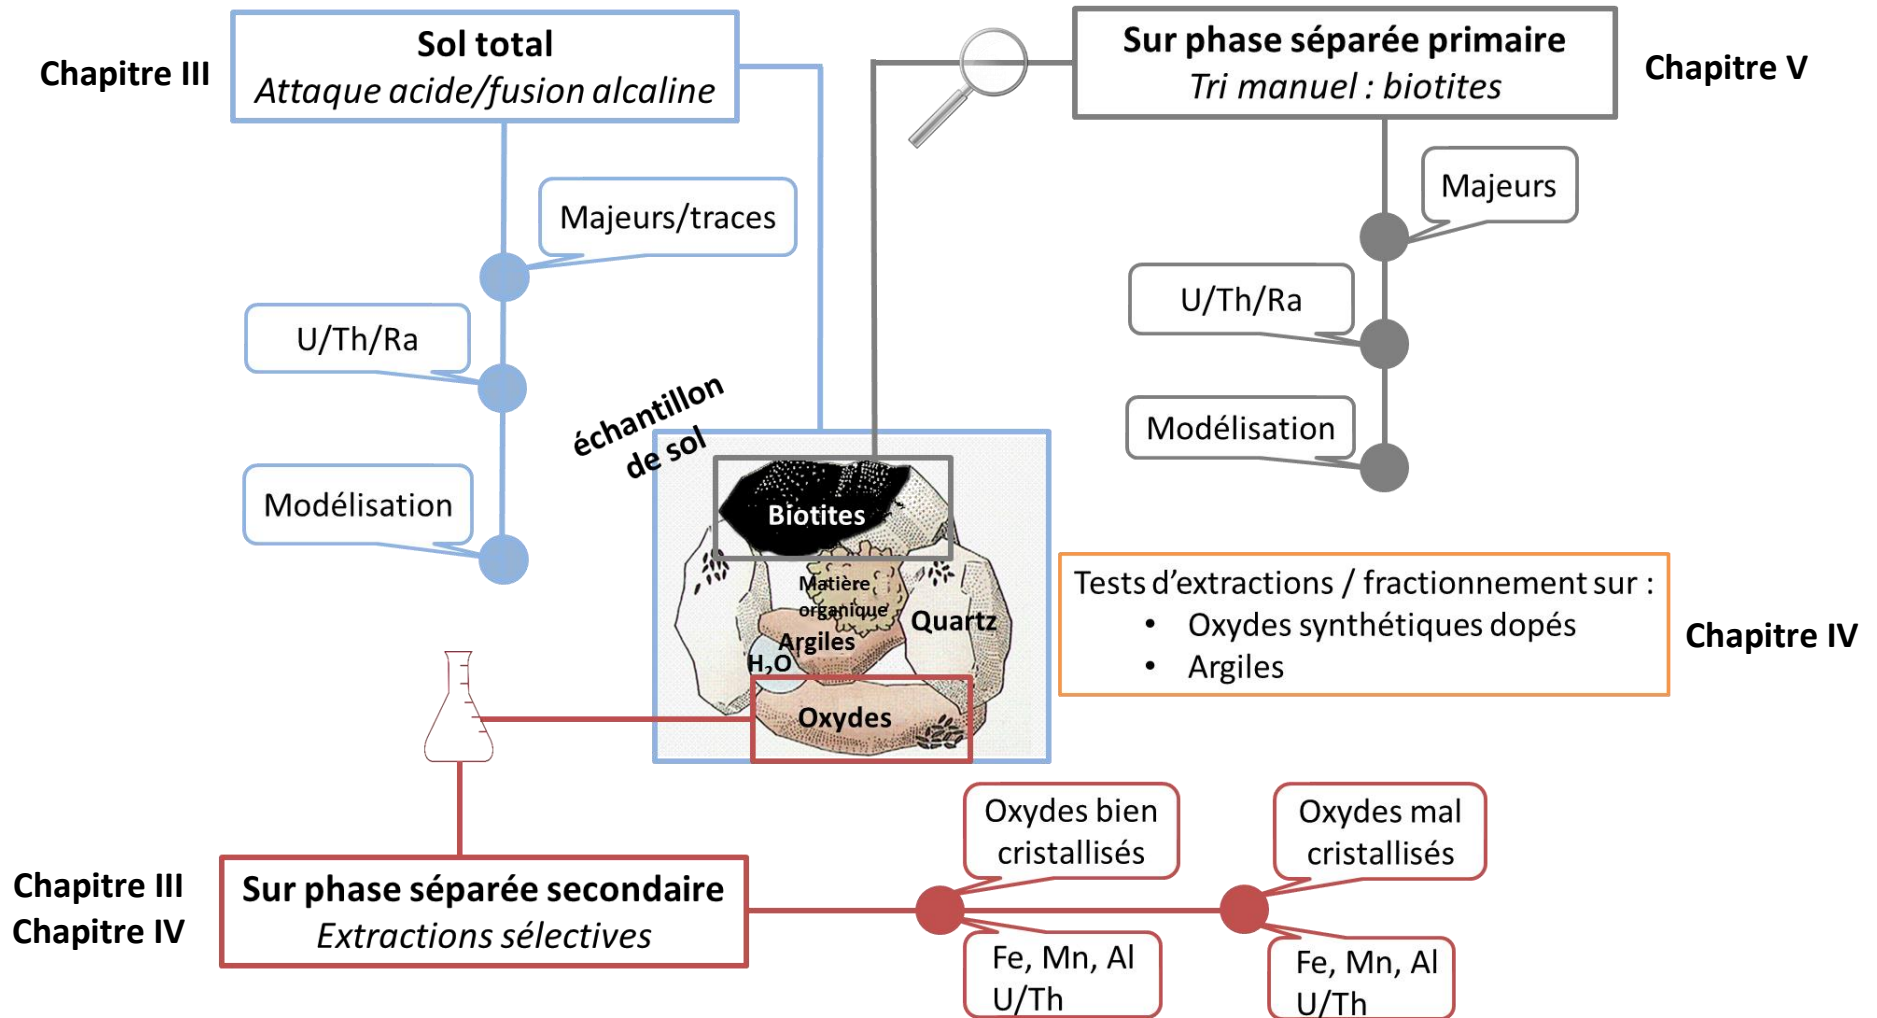 Chapitre III
Sol total
Attaque acide/fusion alcaline
Majeurs/traces
U/Th/Ra
Modélisation
Sur phase séparée primaire
Tri manuel : biotites
Chapitre V
Majeurs
U/Th/Ra
Modélisation
échantillon
de sol
Biotites
Matière
organique
Argiles
H₂O
Quartz
Oxydes
Tests d’extractions / fractionnement sur :
• Oxydes synthétiques dopés
• Argiles
Chapitre IV
Chapitre III
Chapitre IV
Sur phase séparée secondaire
Extractions sélectives
Oxydes bien
cristallisés
Fe, Mn, Al
U/Th
Oxydes mal
cristallisés
Fe, Mn, Al
U/Th